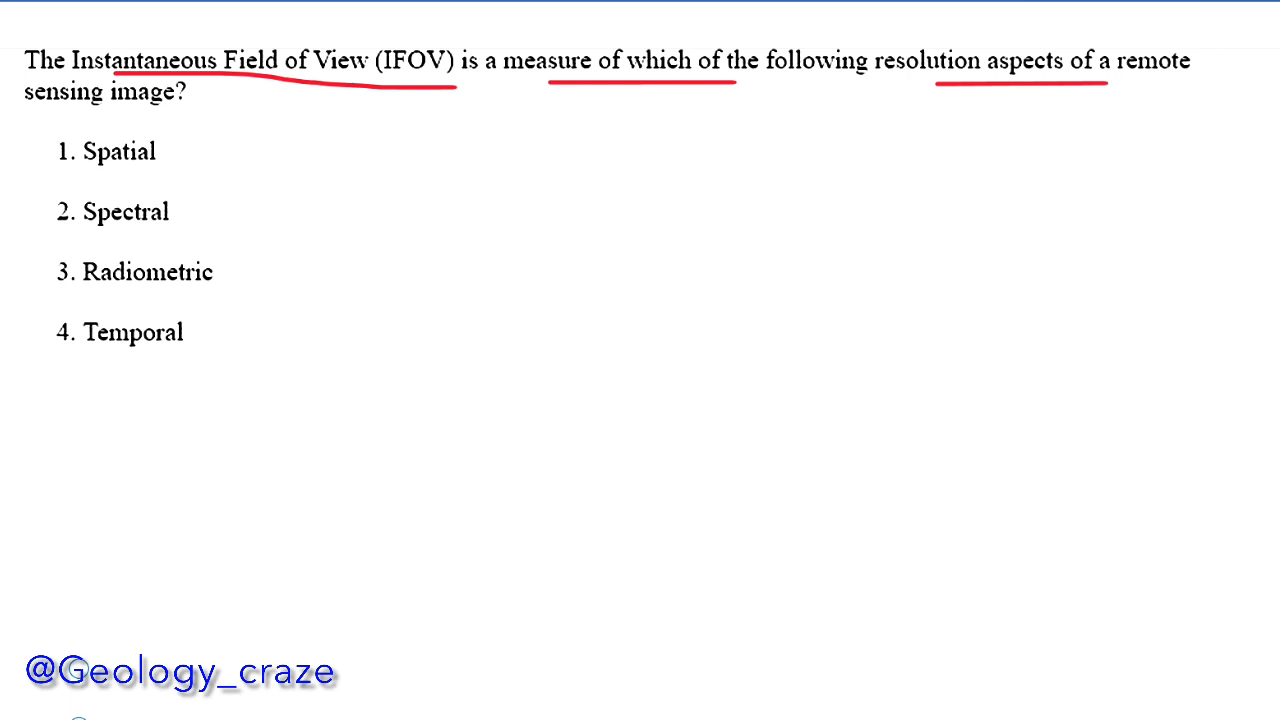 The Instantaneous Field of View (IFOV) is a measure of which of the following resolution aspects of a remote
sensing image?
1. Spatial
2. Spectral
3. Radiometric
4. Temporal
@Geology_craze